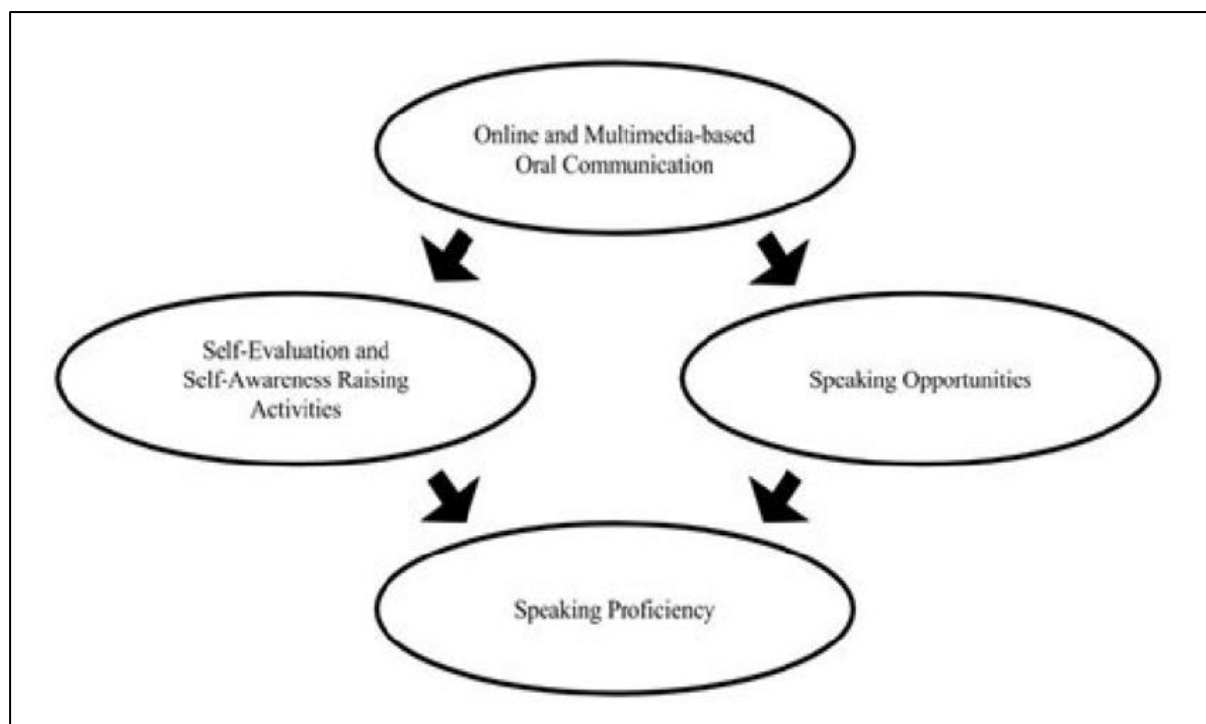 Online and Multimedia-based
Oral Communication
Self-Evaluation and
Self-Awareness Raising
Activities
Speaking Opportunities
Speaking Proficiency